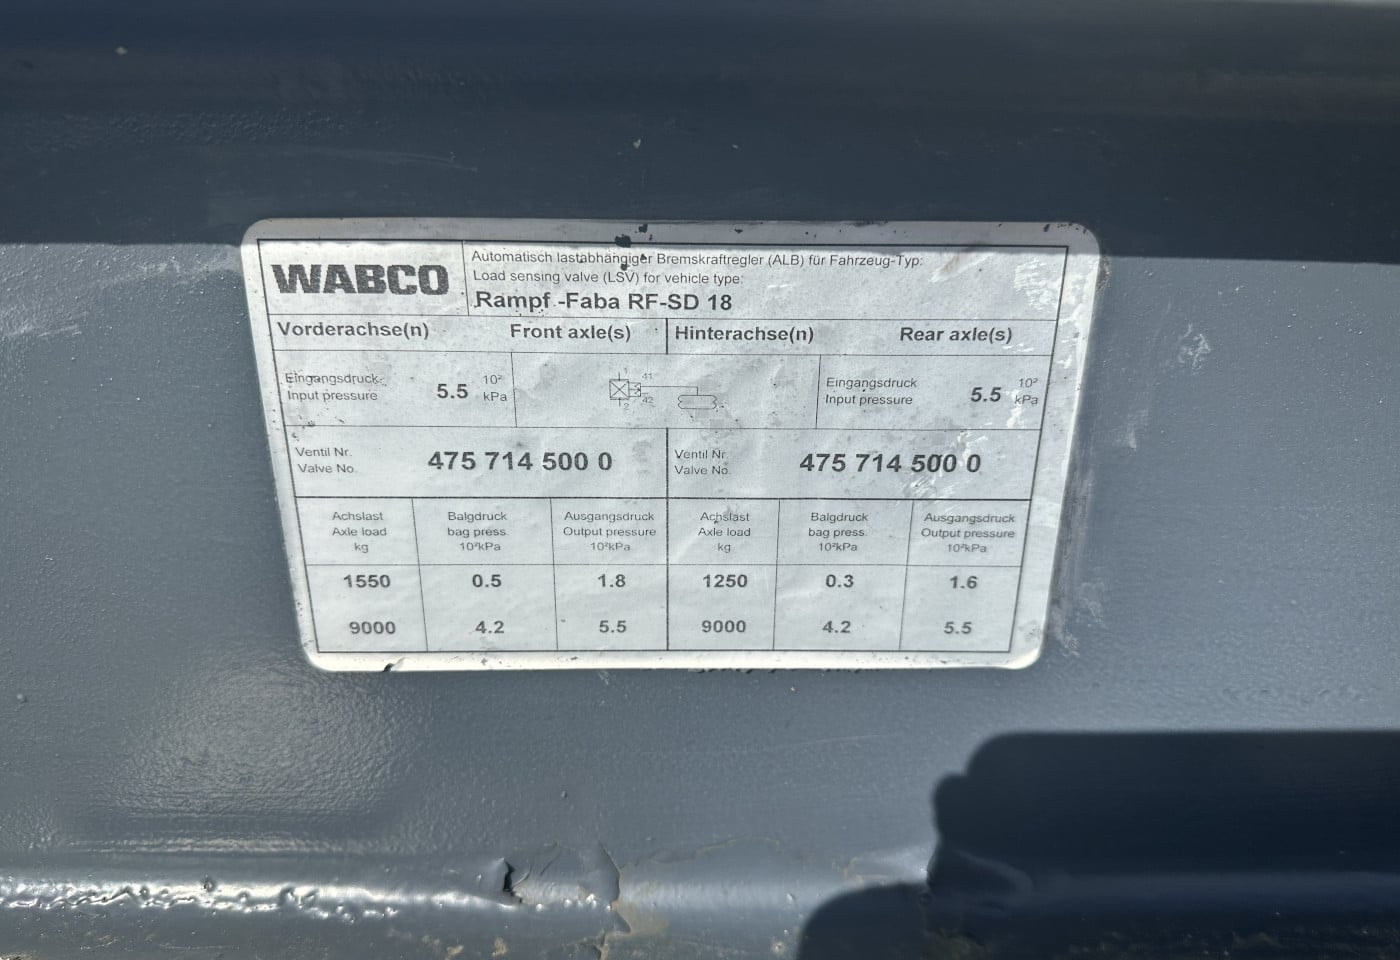 WABCO
Automatisch lastabhängiger Bremskraftregler (ALB) für Fahrzeug-Typ:
Load sensing valve (LSV) for vehicle type:
Rampf.-Faba RF-SD 18
Vorderachse(n) Front axle(s) Hinterachse(n) Rear axle(s)
Eingangsdruck
Input pressure
5.5 10² kPa
1 41
2 42
Eingangsdruck
Input pressure
5.5 10² kPa
Ventil Nr.
Valve No.
475 714 500 0
Ventil Nr.
Valve No.
475 714 500 0
Achslast Balgdruck Ausgangsdruck Achslast Balgdruck Ausgangsdruck
Axle load bag press. Output pressure Axle load bag press. Output pressure
kg 10²kPa 10²kPa kg 10²kPa 10²kPa
1550 0.5 1.8 1250 0.3 1.6
9000 4.2 5.5 9000 4.2 5.5